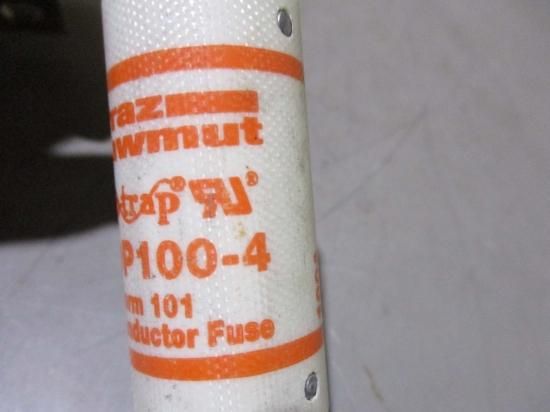 raz
wmut
trap® ®
P100-4
rm 101
ductor Fuse